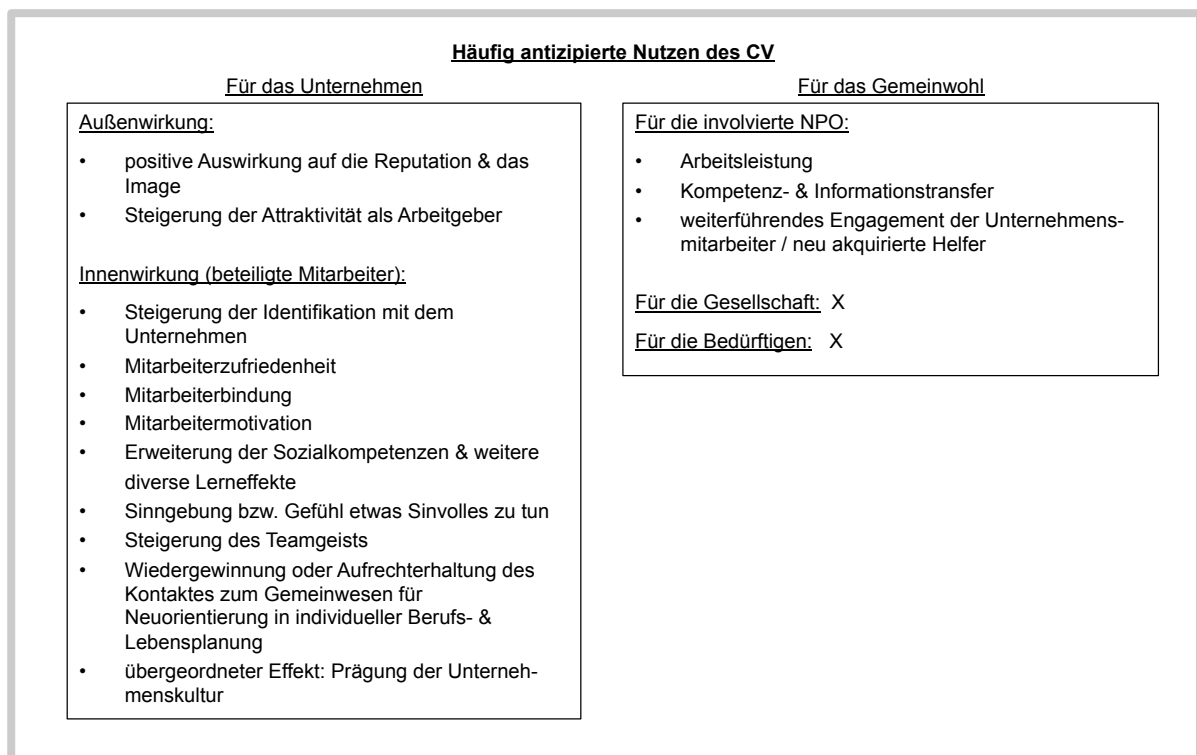 Häufig antizipierte Nutzen des CV
Für das Unternehmen
Außenwirkung:
• positive Auswirkung auf die Reputation & das
Image
• Steigerung der Attraktivität als Arbeitgeber
Innenwirkung (beteiligte Mitarbeiter):
• Steigerung der Identifikation mit dem
Unternehmen
• Mitarbeiterzufriedenheit
• Mitarbeiterbindung
• Mitarbeitermotivation
• Erweiterung der Sozialkompetenzen & weitere
diverse Lerneffekte
• Sinngebung bzw. Gefühl etwas Sinvolles zu tun
• Steigerung des Teamgeists
• Wiedergewinnung oder Aufrechterhaltung des
Kontaktes zum Gemeinwesen für
Neuorientierung in individueller Berufs- &
Lebensplanung
• übergeordneter Effekt: Prägung der Unterneh-
menskultur
Für das Gemeinwohl
Für die involvierte NPO:
• Arbeitsleistung
• Kompetenz- & Informationstransfer
• weiterführendes Engagement der Unternehmens-
mitarbeiter / neu akquirierte Helfer
Für die Gesellschaft: X
Für die Bedürftigen: X